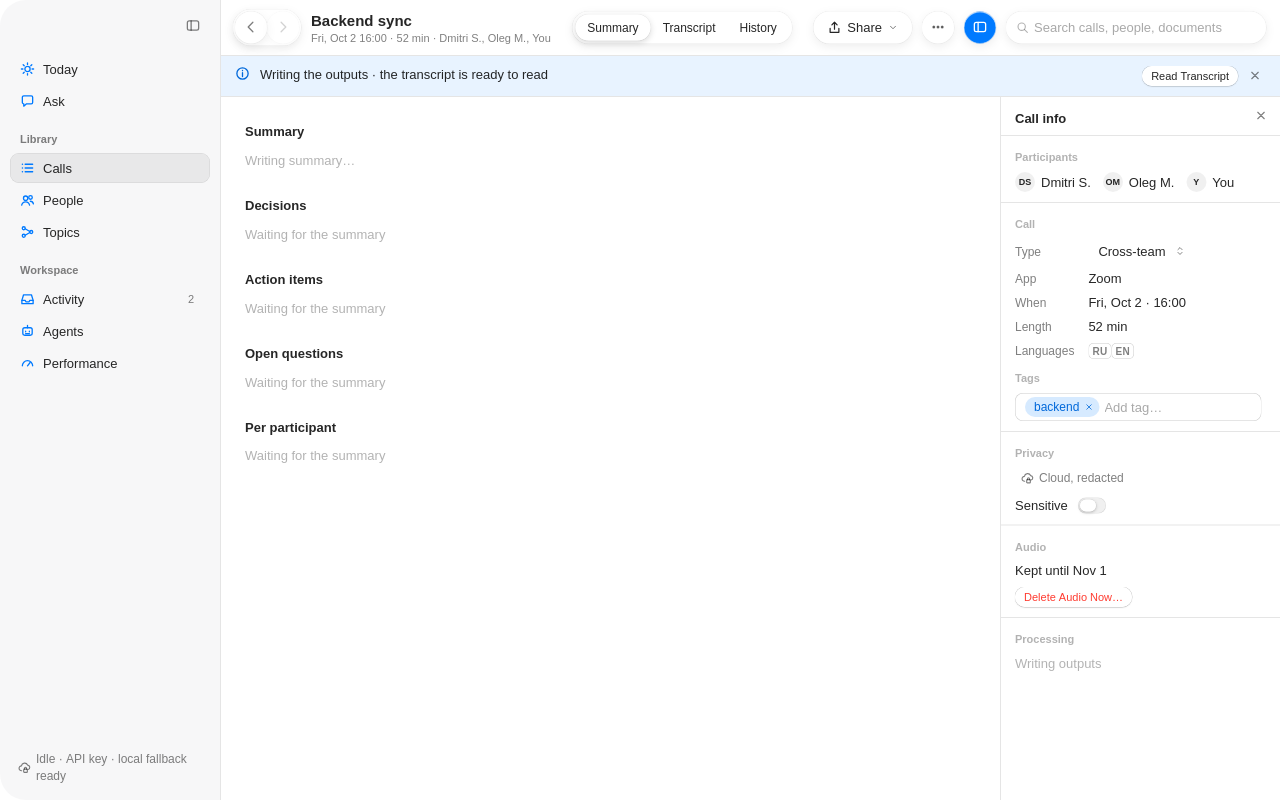 Today
Ask
Library
Calls
People
Topics
Workspace
Activity 2
Agents
Performance
Idle · API key · local fallback
ready
Backend sync
Fri, Oct 2 16:00 · 52 min · Dmitri S., Oleg M., You
Summary Transcript History
Share
Search calls, people, documents
Writing the outputs · the transcript is ready to read
Read Transcript
Summary
Writing summary…
Decisions
Waiting for the summary
Action items
Waiting for the summary
Open questions
Waiting for the summary
Per participant
Waiting for the summary
Call info
Participants
DS Dmitri S. OM Oleg M. Y You
Call
Type Cross-team
App Zoom
When Fri, Oct 2 · 16:00
Length 52 min
Languages RU EN
Tags
backend Add tag…
Privacy
Cloud, redacted
Sensitive
Audio
Kept until Nov 1
Delete Audio Now…
Processing
Writing outputs